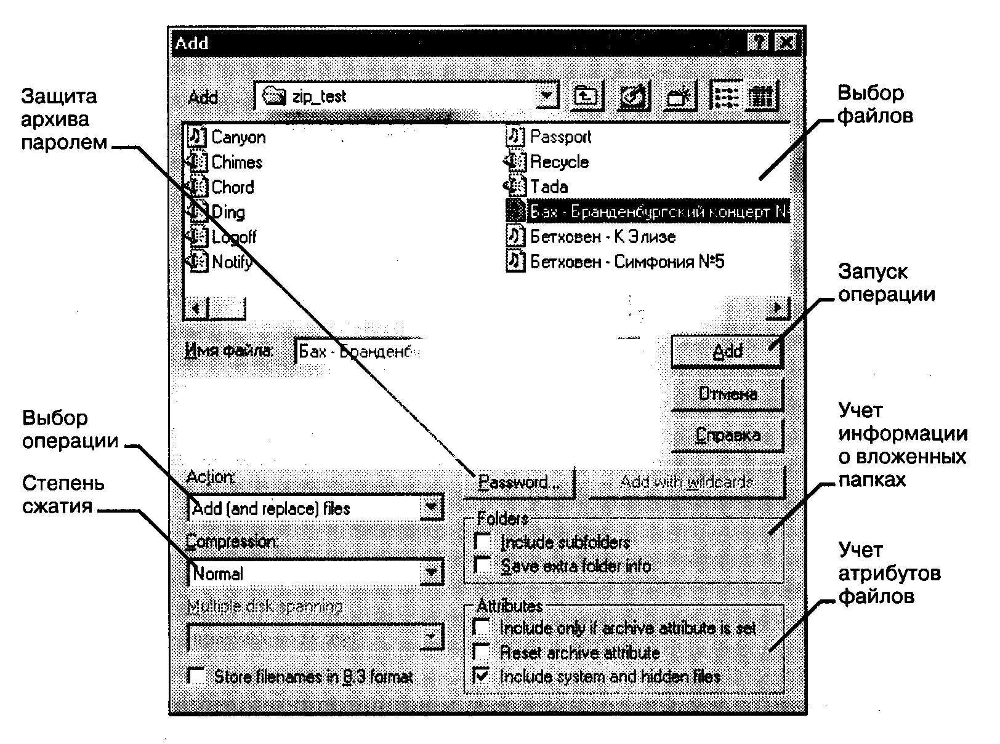 Add
Защита
архива
паролем
Add
zip_test
Выбор
файлов
Canyon
Chimes
Chord
Ding
Logoff
Notify
Passport
Recycle
Tada
Бах - Бранденбургский концерт N
Бетховен - К Элизе
Бетховен - Симфония №5
Запуск
операции
Имя файла:
Бах - Бранденб
Add
Отмена
Справка
Выбор
операции
Учет
информации
о вложенных
папках
Степень
сжатия
Action:
Add (and replace) files
Password...
Add with wildcards
Compression:
Normal
Folders
Include subfolders
Save extra folder info
Учет
атрибутов
файлов
Multiple disk spanning
Attributes
Include only if archive attribute is set
Reset archive attribute
Include system and hidden files
Store filenames in 8.3 format